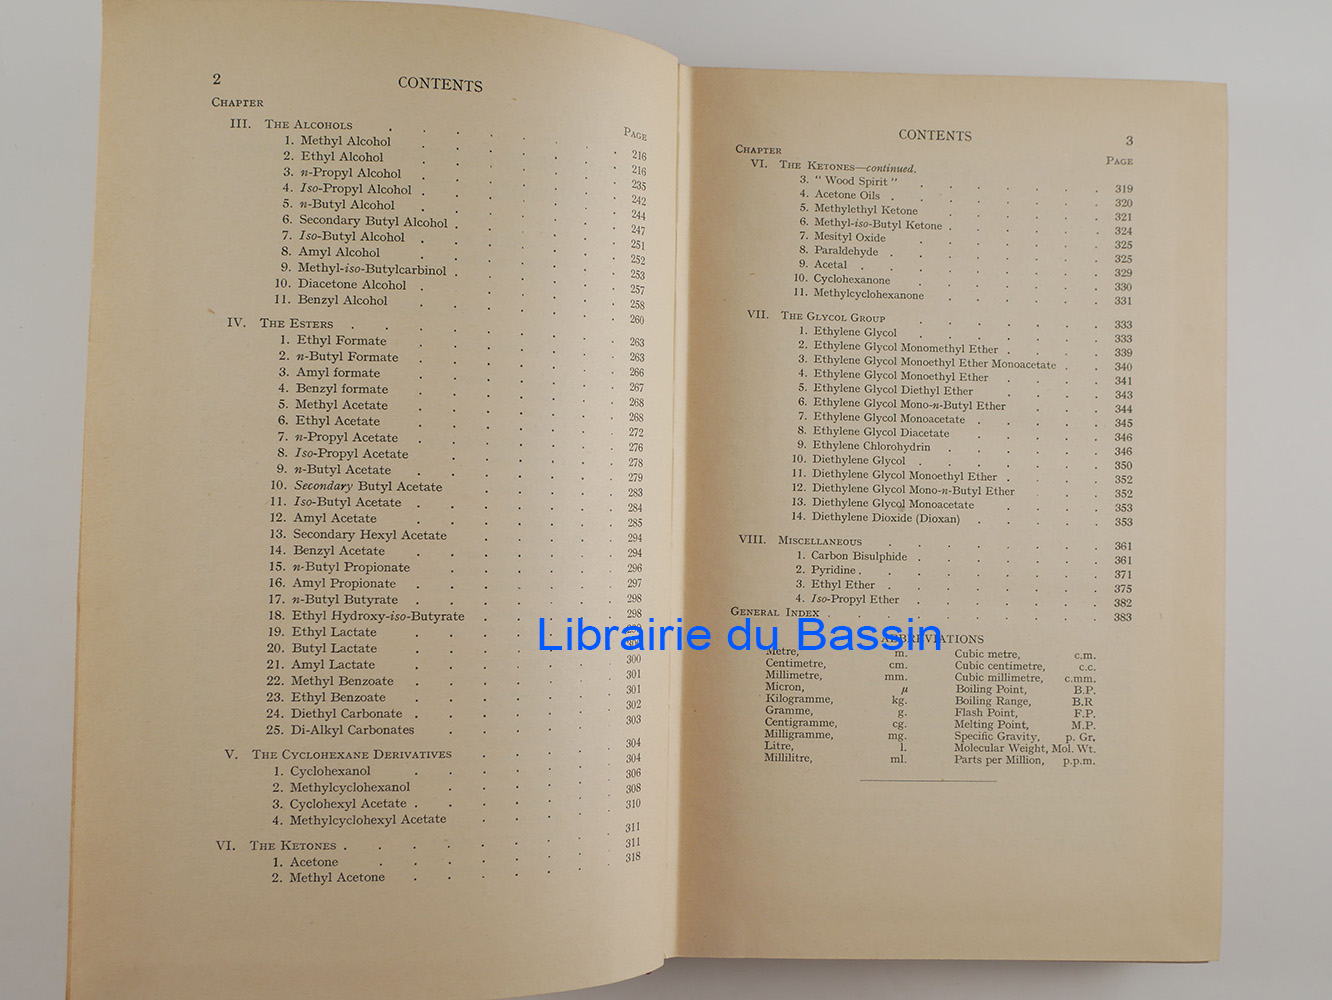 2
CONTENTS
CHAPTER
PAGE
III. THE ALCOHOLS . . . . . . . . 216
1. Methyl Alcohol . . . . . . . 216
2. Ethyl Alcohol . . . . . . . 235
3. n-Propyl Alcohol . . . . . . . 242
4. Iso-Propyl Alcohol . . . . . . . 244
5. n-Butyl Alcohol . . . . . . . 247
6. Secondary Butyl Alcohol . . . . . . 251
7. Iso-Butyl Alcohol . . . . . . . 252
8. Amyl Alcohol . . . . . . . 253
9. Methyl-iso-Butylcarbinol . . . . . . 257
10. Diacetone Alcohol . . . . . . . 258
11. Benzyl Alcohol . . . . . . . 260
IV. THE ESTERS . . . . . . . . 263
1. Ethyl Formate . . . . . . . 263
2. n-Butyl Formate . . . . . . . 266
3. Amyl formate . . . . . . . 267
4. Benzyl formate . . . . . . . 268
5. Methyl Acetate . . . . . . . 268
6. Ethyl Acetate . . . . . . . 272
7. n-Propyl Acetate . . . . . . . 276
8. Iso-Propyl Acetate . . . . . . 278
9. n-Butyl Acetate . . . . . . . 279
10. Secondary Butyl Acetate . . . . . 283
11. Iso-Butyl Acetate . . . . . . . 284
12. Amyl Acetate . . . . . . . 285
13. Secondary Hexyl Acetate . . . . . 294
14. Benzyl Acetate . . . . . . . 294
15. n-Butyl Propionate . . . . . . 296
16. Amyl Propionate . . . . . . . 297
17. n-Butyl Butyrate . . . . . . . 298
18. Ethyl Hydroxy-iso-Butyrate . . . . . 298
19. Ethyl Lactate
20. Butyl Lactate
21. Amyl Lactate . . . . . . . 300
22. Methyl Benzoate . . . . . . . 301
23. Ethyl Benzoate . . . . . . . 301
24. Diethyl Carbonate . . . . . . . 302
25. Di-Alkyl Carbonates . . . . . . 303
V. THE CYCLOHEXANE DERIVATIVES . . . . . 304
1. Cyclohexanol . . . . . . . 304
2. Methylcyclohexanol . . . . . . 306
3. Cyclohexyl Acetate . . . . . . . 308
4. Methylcyclohexyl Acetate . . . . . 310
VI. THE KETONES . . . . . . . . 311
1. Acetone . . . . . . . 311
2. Methyl Acetone . . . . . . . 318
CONTENTS
3
CHAPTER
PAGE
VI. THE KETONES—continued.
3. " Wood Spirit " . . . . . . . 319
4. Acetone Oils . . . . . . . . 320
5. Methylethyl Ketone . . . . . . 321
6. Methyl-iso-Butyl Ketone . . . . . . 324
7. Mesityl Oxide . . . . . . . 325
8. Paraldehyde . . . . . . . . 325
9. Acetal . . . . . . . . . 329
10. Cyclohexanone . . . . . . . 330
11. Methylcyclohexanone . . . . . . 331
VII. THE GLYCOL GROUP . . . . . . . 333
1. Ethylene Glycol . . . . . . . 333
2. Ethylene Glycol Monomethyl Ether . . . . 339
3. Ethylene Glycol Monoethyl Ether Monoacetate . . 340
4. Ethylene Glycol Monoethyl Ether . . . . 341
5. Ethylene Glycol Diethyl Ether . . . . . 343
6. Ethylene Glycol Mono-n-Butyl Ether . . . 344
7. Ethylene Glycol Monoacetate . . . . . 345
8. Ethylene Glycol Diacetate . . . . . 346
9. Ethylene Chlorohydrin . . . . . . 346
10. Diethylene Glycol . . . . . . . 350
11. Diethylene Glycol Monoethyl Ether . . . . 352
12. Diethylene Glycol Mono-n-Butyl Ether . . 352
13. Diethylene Glycol Monoacetate . . . . 353
14. Diethylene Dioxide (Dioxan) . . . . . 353
VIII. MISCELLANEOUS . . . . . . . . 361
1. Carbon Bisulphide . . . . . . . 361
2. Pyridine . . . . . . . . . 371
3. Ethyl Ether . . . . . . . . 375
4. Iso-Propyl Ether . . . . . . . 382
GENERAL INDEX . . . . . . . . . 383
Librairie du Bassin
ABBREVIATIONS
Metre, m. Cubic metre, c.m.
Centimetre, cm. Cubic centimetre, c.c.
Millimetre, mm. Cubic millimetre, c.mm.
Micron, μ Boiling Point, B.P.
Kilogramme, kg. Boiling Range, B.R
Gramme, g. Flash Point, F.P.
Centigramme, cg. Melting Point, M.P.
Milligramme, mg. Specific Gravity, p. Gr.
Litre, l. Molecular Weight, Mol. Wt.
Millilitre, ml. Parts per Million, p.p.m.